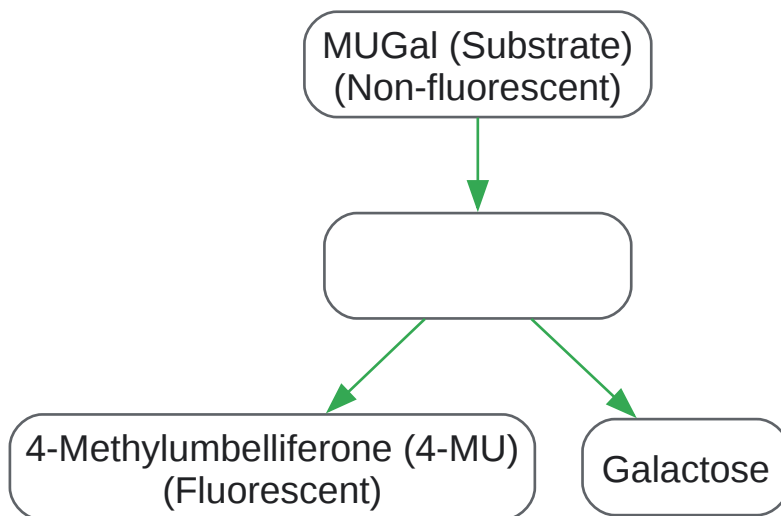 MUGal (Substrate)
(Non-fluorescent)
4-Methylumbelliferone (4-MU)
(Fluorescent)
Galactose